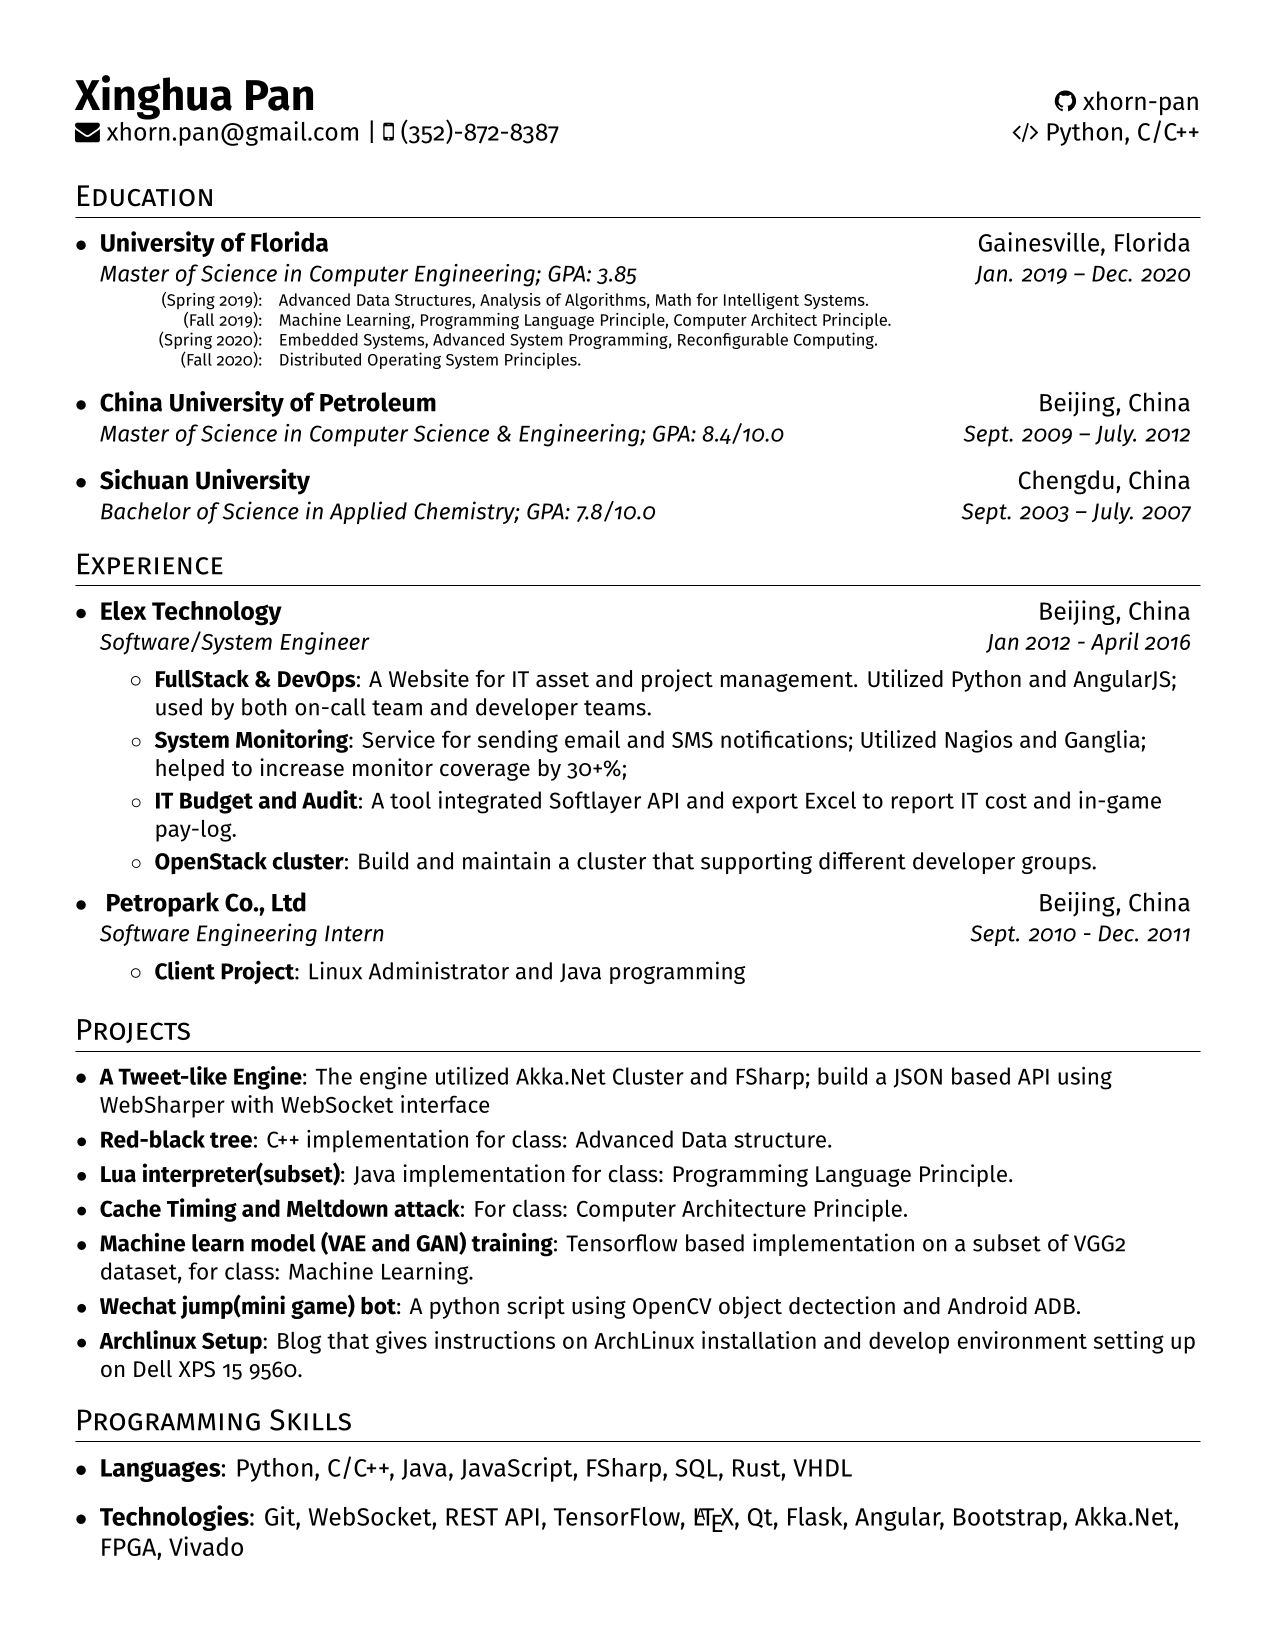 Xinghua Pan
xhorn-pan
xhorn.pan@gmail.com | (352)-872-8387
</> Python, C/C++
Education
• University of Florida Gainesville, Florida
Master of Science in Computer Engineering; GPA: 3.85 Jan. 2019 – Dec. 2020
(Spring 2019): Advanced Data Structures, Analysis of Algorithms, Math for Intelligent Systems.
(Fall 2019): Machine Learning, Programming Language Principle, Computer Architect Principle.
(Spring 2020): Embedded Systems, Advanced System Programming, Reconfigurable Computing.
(Fall 2020): Distributed Operating System Principles.
• China University of Petroleum Beijing, China
Master of Science in Computer Science & Engineering; GPA: 8.4/10.0 Sept. 2009 – July. 2012
• Sichuan University Chengdu, China
Bachelor of Science in Applied Chemistry; GPA: 7.8/10.0 Sept. 2003 – July. 2007
Experience
• Elex Technology Beijing, China
Software/System Engineer Jan 2012 - April 2016
○ FullStack & DevOps: A Website for IT asset and project management. Utilized Python and AngularJS;
used by both on-call team and developer teams.
○ System Monitoring: Service for sending email and SMS notifications; Utilized Nagios and Ganglia;
helped to increase monitor coverage by 30+%;
○ IT Budget and Audit: A tool integrated Softlayer API and export Excel to report IT cost and in-game
pay-log.
○ OpenStack cluster: Build and maintain a cluster that supporting different developer groups.
• Petropark Co., Ltd Beijing, China
Software Engineering Intern Sept. 2010 - Dec. 2011
○ Client Project: Linux Administrator and Java programming
Projects
• A Tweet-like Engine: The engine utilized Akka.Net Cluster and FSharp; build a JSON based API using
WebSharper with WebSocket interface
• Red-black tree: C++ implementation for class: Advanced Data structure.
• Lua interpreter(subset): Java implementation for class: Programming Language Principle.
• Cache Timing and Meltdown attack: For class: Computer Architecture Principle.
• Machine learn model (VAE and GAN) training: Tensorflow based implementation on a subset of VGG2
dataset, for class: Machine Learning.
• Wechat jump(mini game) bot: A python script using OpenCV object dectection and Android ADB.
• Archlinux Setup: Blog that gives instructions on ArchLinux installation and develop environment setting up
on Dell XPS 15 9560.
Programming Skills
• Languages: Python, C/C++, Java, JavaScript, FSharp, SQL, Rust, VHDL
• Technologies: Git, WebSocket, REST API, TensorFlow, LATEX, Qt, Flask, Angular, Bootstrap, Akka.Net,
FPGA, Vivado